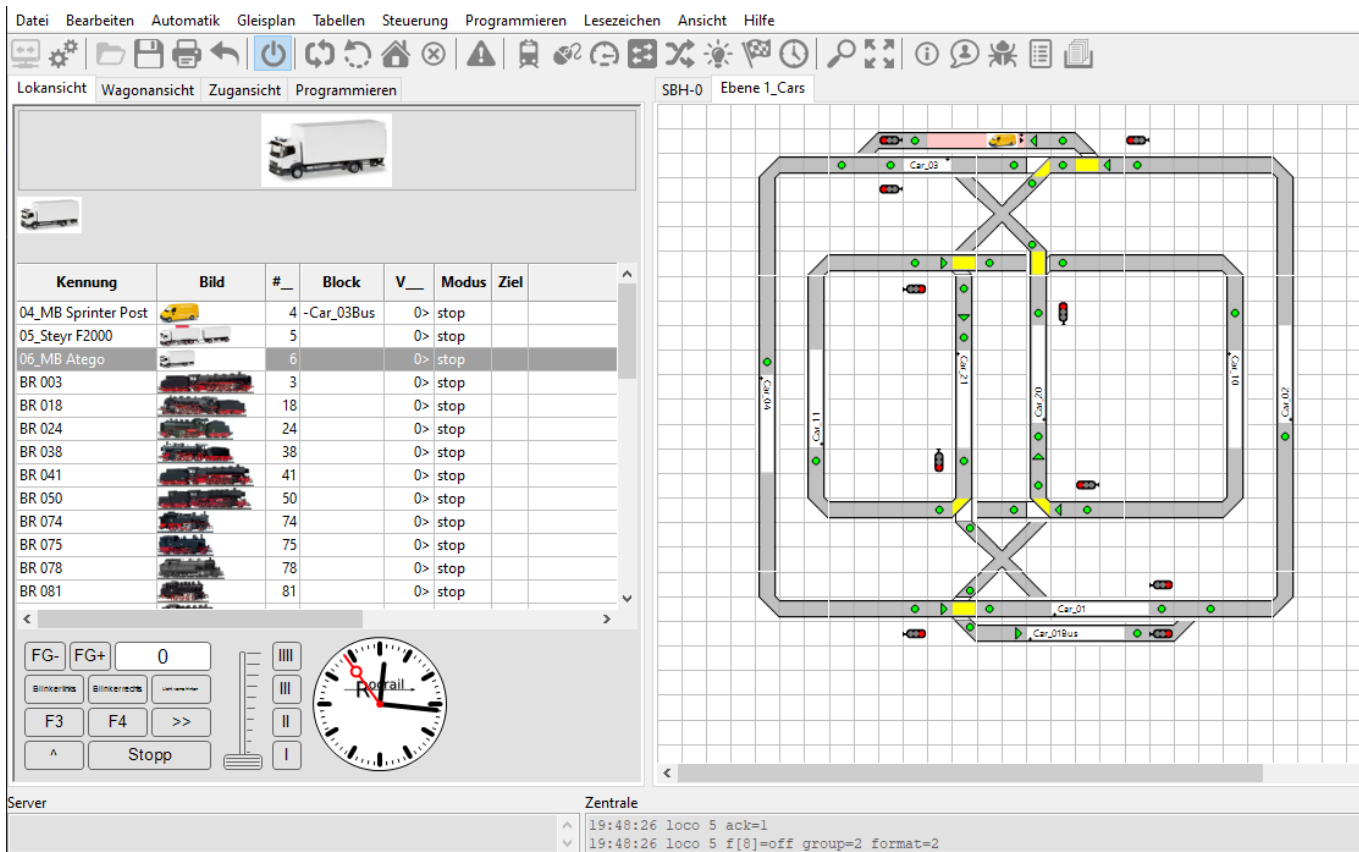 Datei Bearbeiten Automatik Gleisplan Tabellen Steuerung Programmieren Lesezeichen Ansicht Hilfe
Lokansicht Wagonansicht Zugansicht Programmieren
SBH-0 Ebene 1_Cars
Kennung Bild #__ Block V__ Modus Ziel
04_MB Sprinter Post 4 -Car_03Bus 0> stop
05_Steyr F2000 5 0> stop
06_MB Atego 6 0> stop
BR 003 3 0> stop
BR 018 18 0> stop
BR 024 24 0> stop
BR 038 38 0> stop
BR 041 41 0> stop
BR 050 50 0> stop
BR 074 74 0> stop
BR 075 75 0> stop
BR 078 78 0> stop
BR 081 81 0> stop
FG- FG+ 0 IIII
Blinkerlinks Blinkerrechts III
F3 F4 >> II
^ Stopp I
Rocrail
Car_03
Car_04
Car_11
Car_21
Car_20
Car_10
Car_02
Car_01
Car_01Bus
Server
Zentrale
19:48:26 loco 5 ack=1
19:48:26 loco 5 f[8]=off group=2 format=2